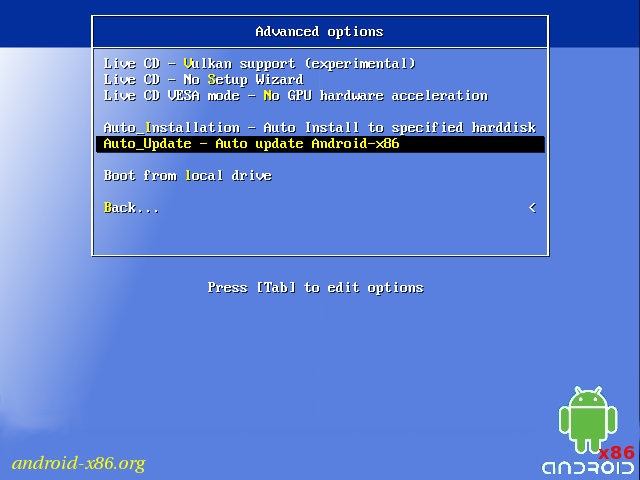 Advanced options
Live CD - Vulkan support (experimental)
Live CD - No Setup Wizard
Live CD VESA mode - No GPU hardware acceleration
Auto_Installation - Auto Install to specified harddisk
Auto_Update - Auto update Android-x86
Boot from local drive
Back... <
Press [Tab] to edit options
x86
android-x86.org
ANDROID